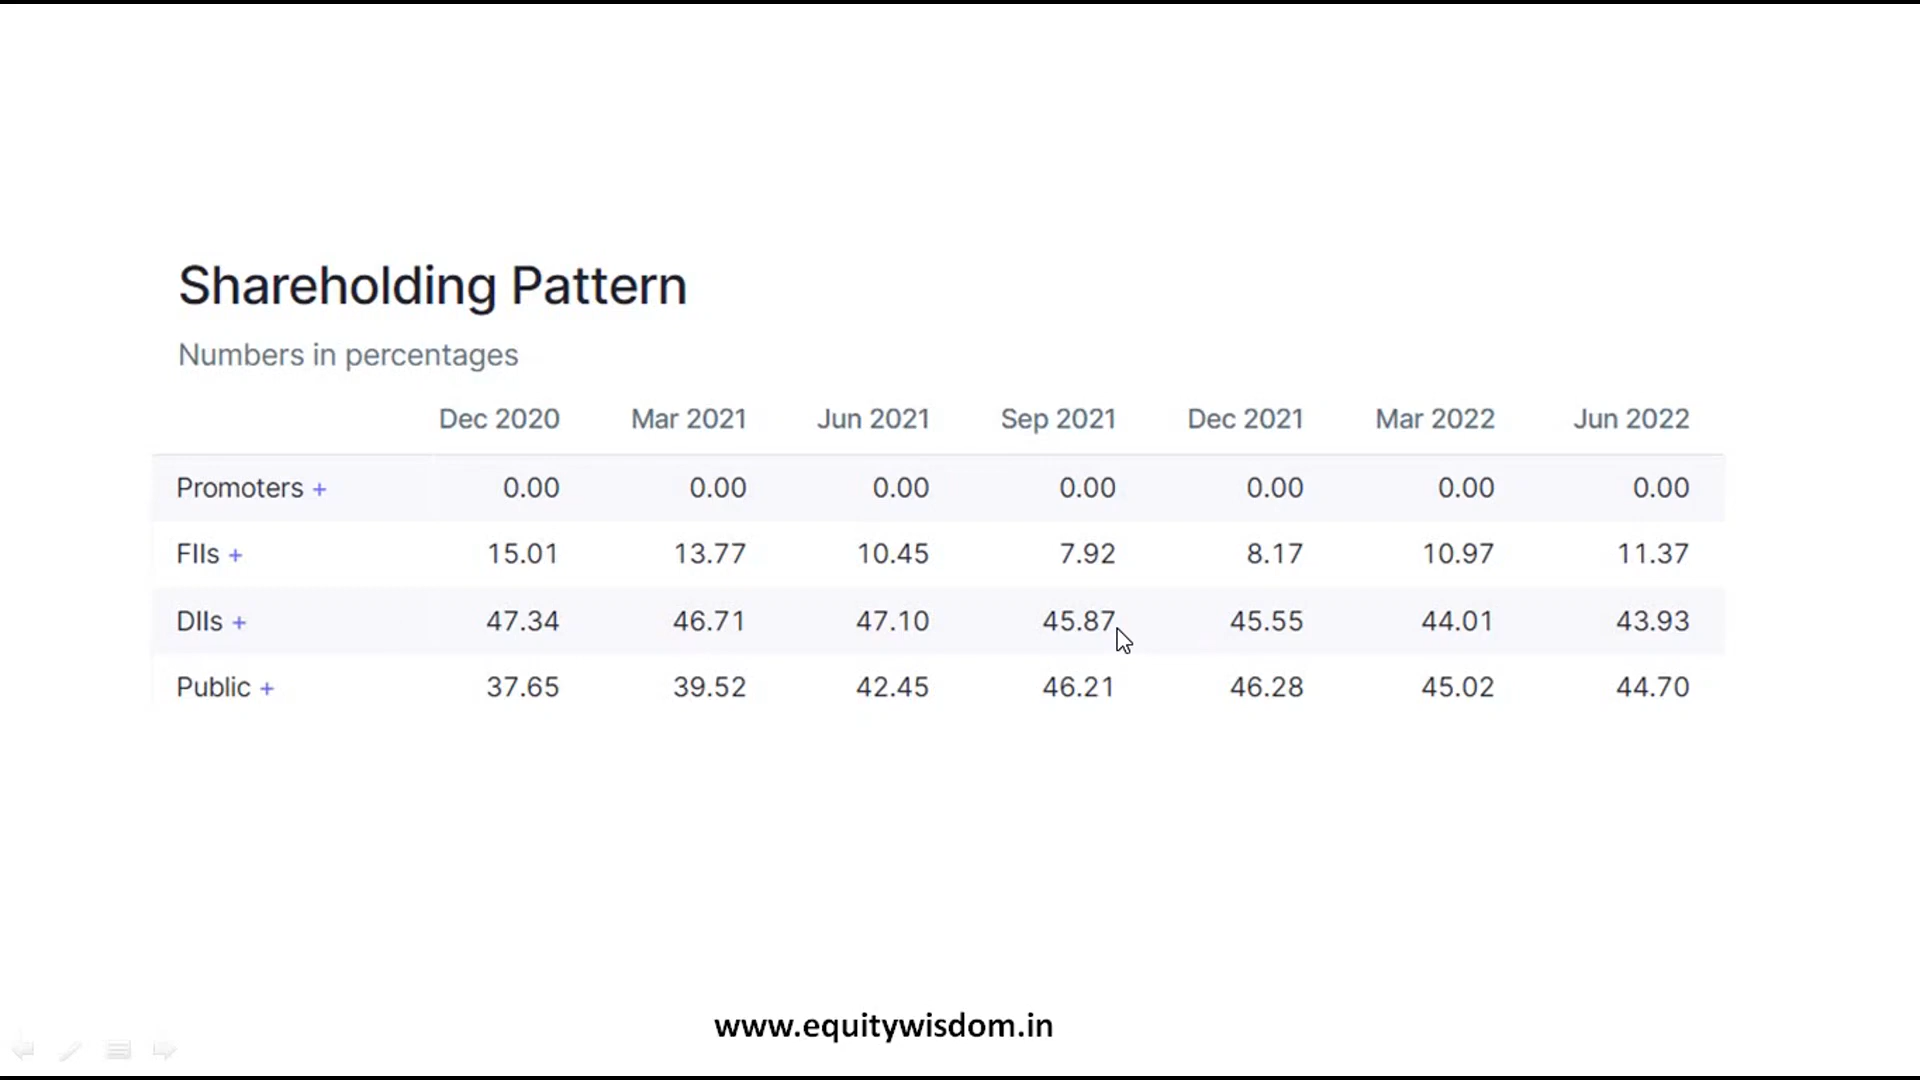 Shareholding Pattern
Numbers in percentages
Dec 2020 Mar 2021 Jun 2021 Sep 2021 Dec 2021 Mar 2022 Jun 2022
Promoters + 0.00 0.00 0.00 0.00 0.00 0.00 0.00
FIIs + 15.01 13.77 10.45 7.92 8.17 10.97 11.37
DIIs + 47.34 46.71 47.10 45.87 45.55 44.01 43.93
Public + 37.65 39.52 42.45 46.21 46.28 45.02 44.70
www.equitywisdom.in